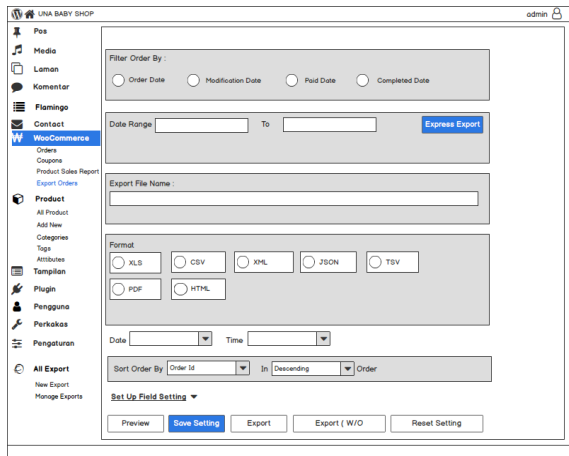 UNA BABY SHOP
admin
Pos
Media
Laman
Komentar
Flamingo
Contact
WooCommerce
Orders
Coupons
Product Sales Report
Export Orders
Product
All Product
Add New
Categories
Tags
Atttibutes
Tampilan
Plugin
Pengguna
Perkakas
Pengaturan
All Export
New Export
Manage Exports
Filter Order By :
Order Date Modification Date Paid Date Completed Date
Date Range To Express Export
Export File Name :
Format
XLS CSV XML JSON TSV
PDF HTML
Date Time
Sort Order By Order Id In Descending Order
Set Up Field Setting
Preview Save Setting Export Export ( W/O Reset Setting